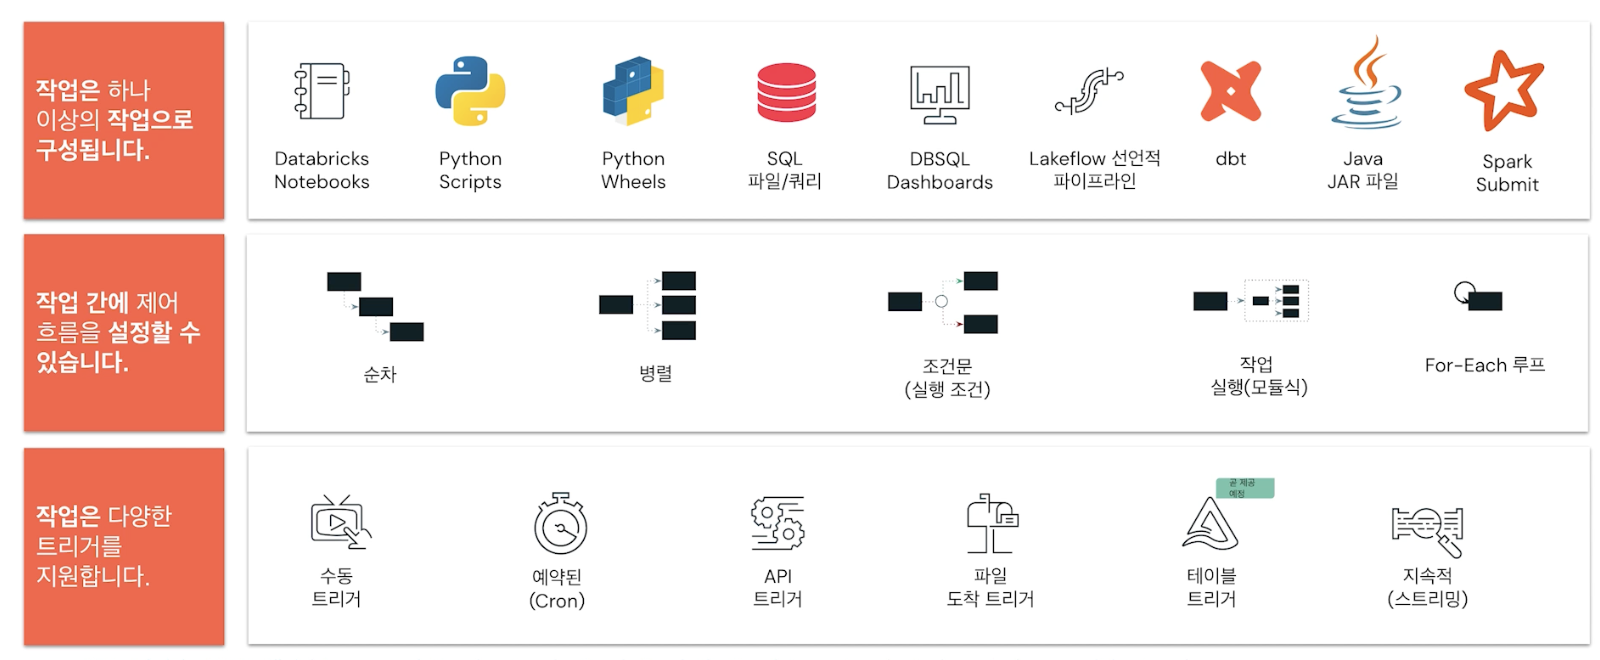 작업은 하나
이상의 작업으로
구성됩니다.
Databricks
Notebooks
Python
Scripts
Python
Wheels
SQL
파일/쿼리
DBSQL
Dashboards
Lakeflow 선언적
파이프라인
dbt
Java
JAR 파일
Spark
Submit
작업 간에 제어
흐름을 설정할 수
있습니다.
순차
병렬
조건문
(실행 조건)
작업
실행(모듈식)
For-Each 루프
작업은 다양한
트리거를
지원합니다.
수동
트리거
예약된
(Cron)
API
트리거
파일
도착 트리거
곧 제공
예정
테이블
트리거
지속적
(스트리밍)